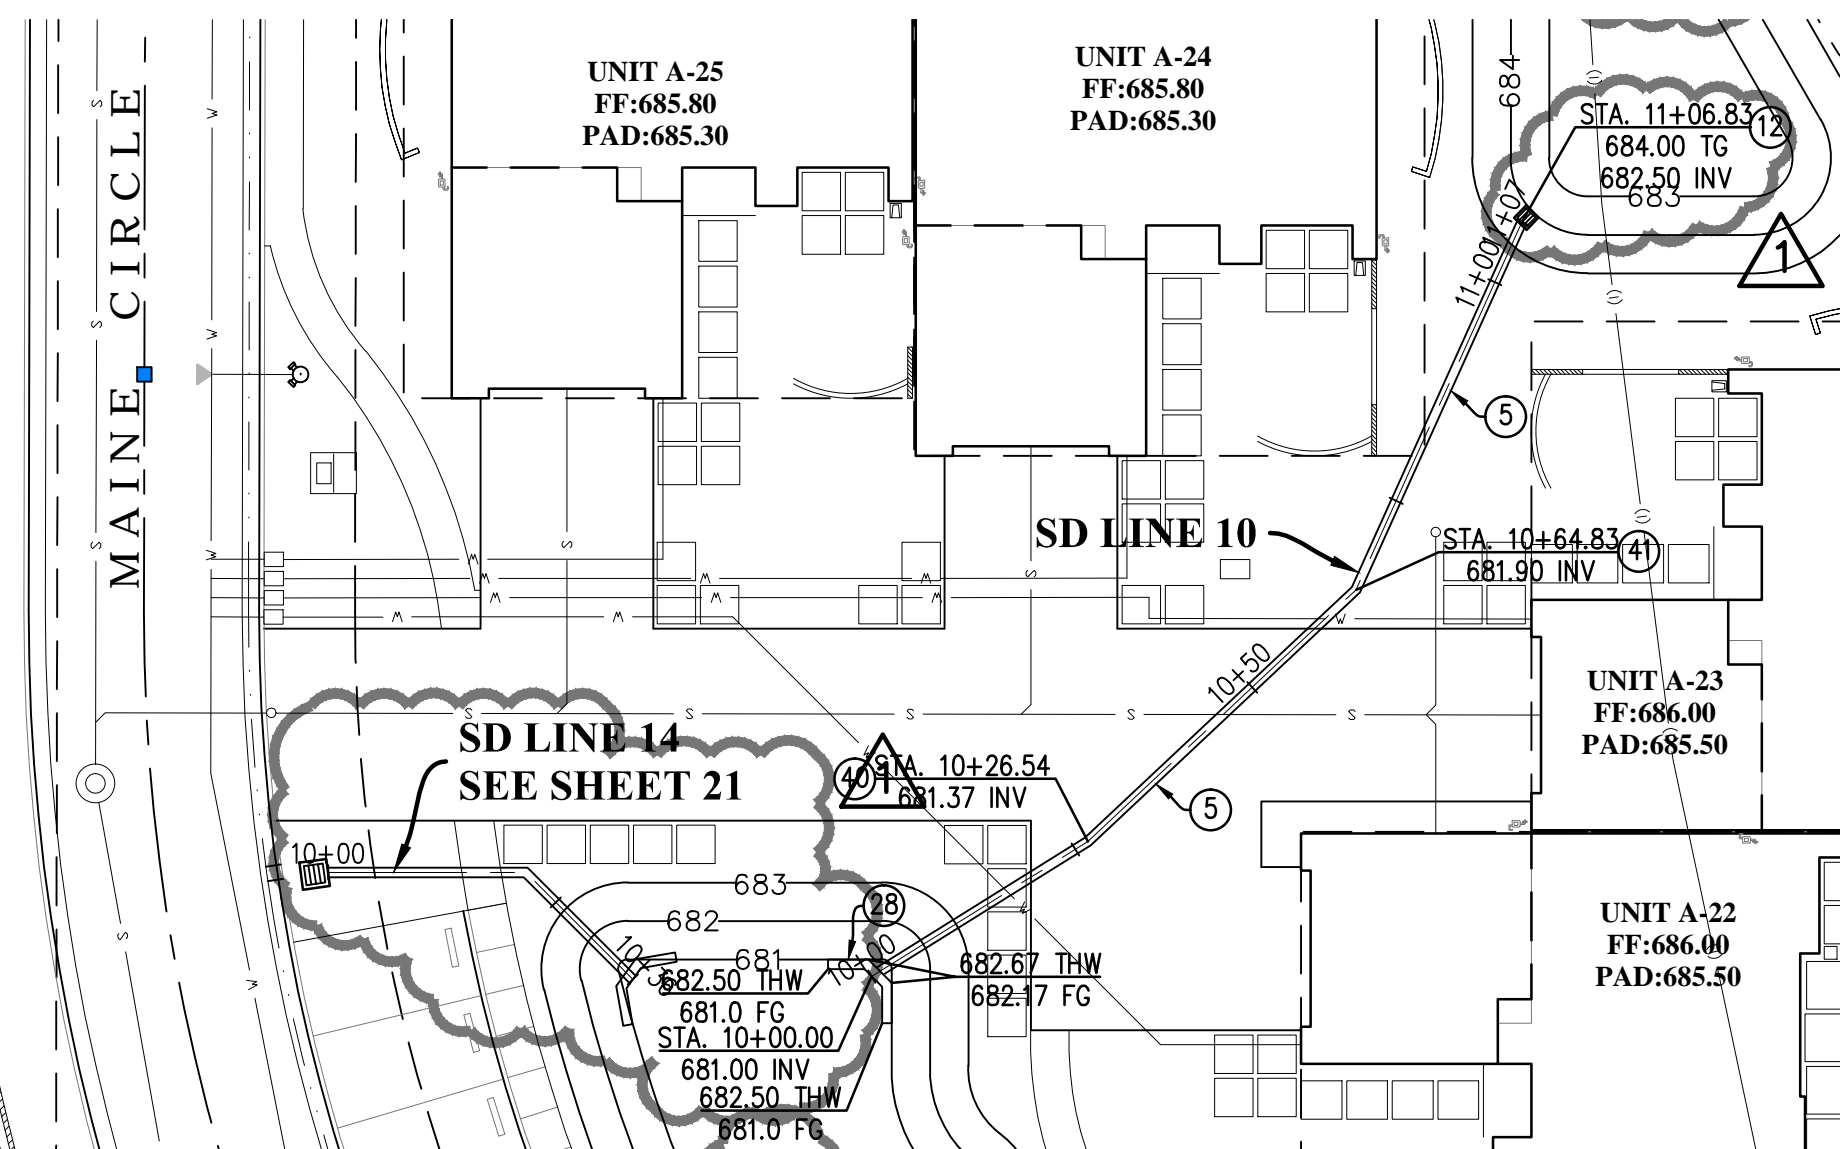 UNIT A-25
FF:685.80
PAD:685.30
UNIT A-24
FF:685.80
PAD:685.30
684
STA. 11+06.83
12
684.00 TG
682.50 INV
683
11+07
11+00
1
MAINE CIRCLE
5
SD LINE 10
STA. 10+64.83
41
681.90 INV
10+50
UNIT A-23
FF:686.00
PAD:685.50
SD LINE 14
SEE SHEET 21
40
1
STA. 10+26.54
681.37 INV
5
10+00
683
682
681
28
10+00
682.67 THW
682.17 FG
682.50 THW
681.0 FG
STA. 10+00.00
681.00 INV
682.50 THW
681.0 FG
UNIT A-22
FF:686.00
PAD:685.50
S
S
S
S
S
S
S
S
S
S
S
W
W
W
W
W
W
W
W
W
W
W
W
W
W